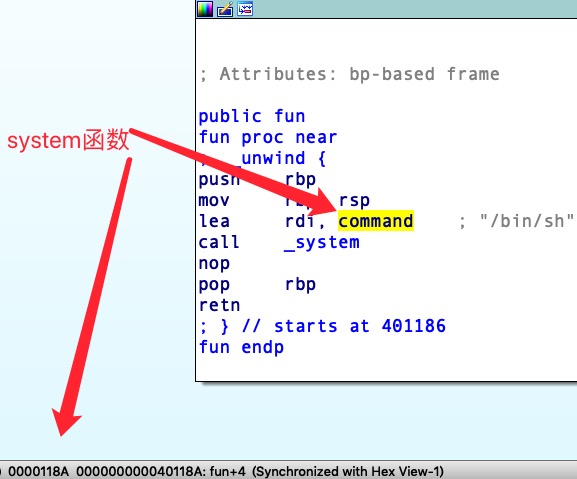 ; Attributes: bp-based frame
public fun
fun proc near
system函数
; __unwind {
push rbp
mov rbp, rsp
lea rdi, command ; "/bin/sh"
call _system
nop
pop rbp
retn
; } // starts at 401186
fun endp
0000118A 000000000040118A: fun+4 (Synchronized with Hex View-1)